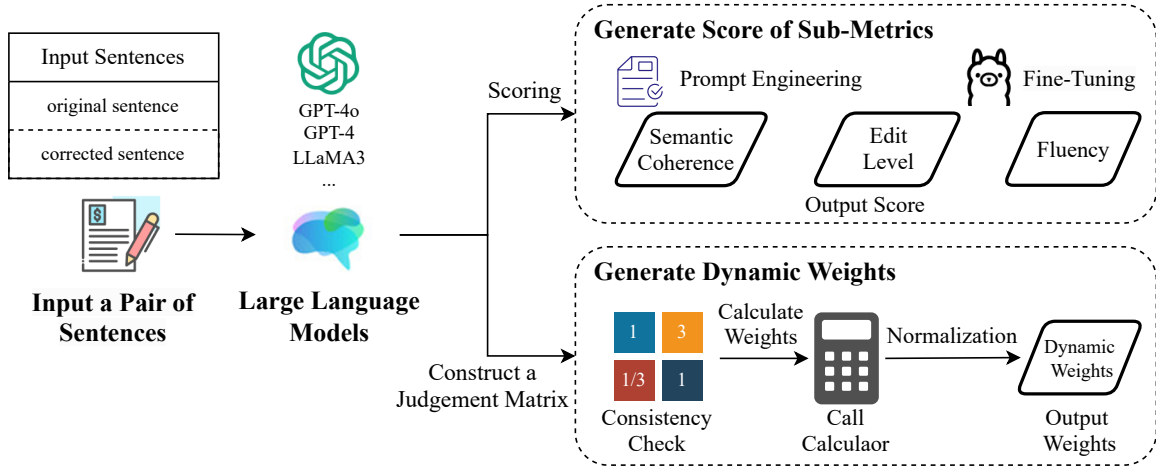 Input Sentences
original sentence
corrected sentence
$
Input a Pair of
Sentences
GPT-4o
GPT-4
LLaMA3
...
Large Language
Models
Scoring
Construct a
Judgement Matrix
Generate Score of Sub-Metrics
Prompt Engineering
Fine-Tuning
Semantic
Coherence
Edit
Level
Fluency
Output Score
Generate Dynamic Weights
1
3
1/3
1
Consistency
Check
Calculate
Weights
Call
Calculaor
Normalization
Dynamic
Weights
Output
Weights